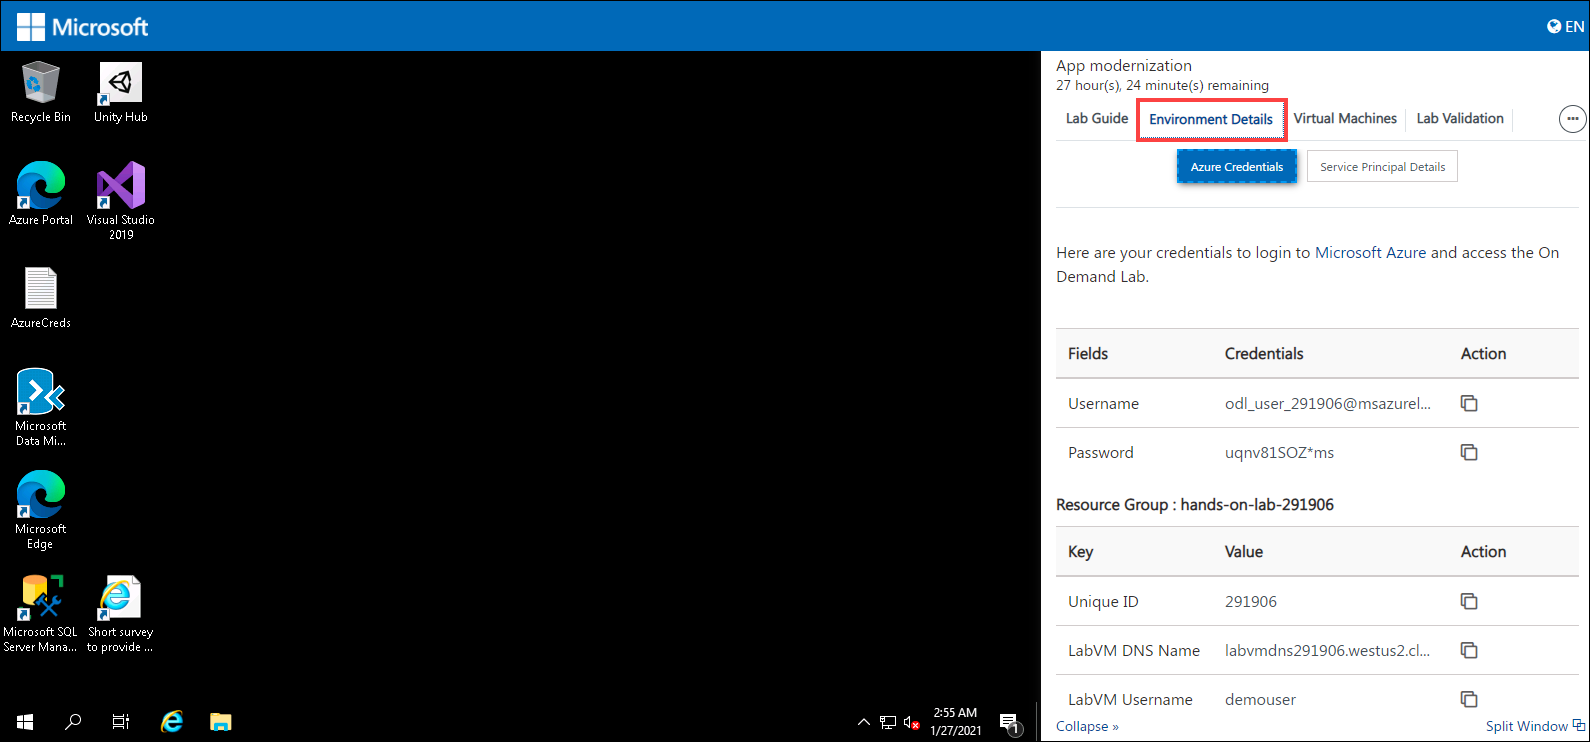 Microsoft
EN
Recycle Bin
Unity Hub
Azure Portal
Visual Studio
2019
AzureCreds
Microsoft
Data Mi...
Microsoft
Edge
Microsoft SQL
Server Mana...
Short survey
to provide ...
2:55 AM
1/27/2021
1
App modernization
27 hour(s), 24 minute(s) remaining
Lab Guide
Environment Details
Virtual Machines
Lab Validation
Azure Credentials
Service Principal Details
Here are your credentials to login to Microsoft Azure and access the On
Demand Lab.
Fields Credentials Action
Username odl_user_291906@msazurel...
Password uqnv81SOZ*ms
Resource Group : hands-on-lab-291906
Key Value Action
Unique ID 291906
LabVM DNS Name labvmdns291906.westus2.cl...
LabVM Username demouser
Collapse »
Split Window